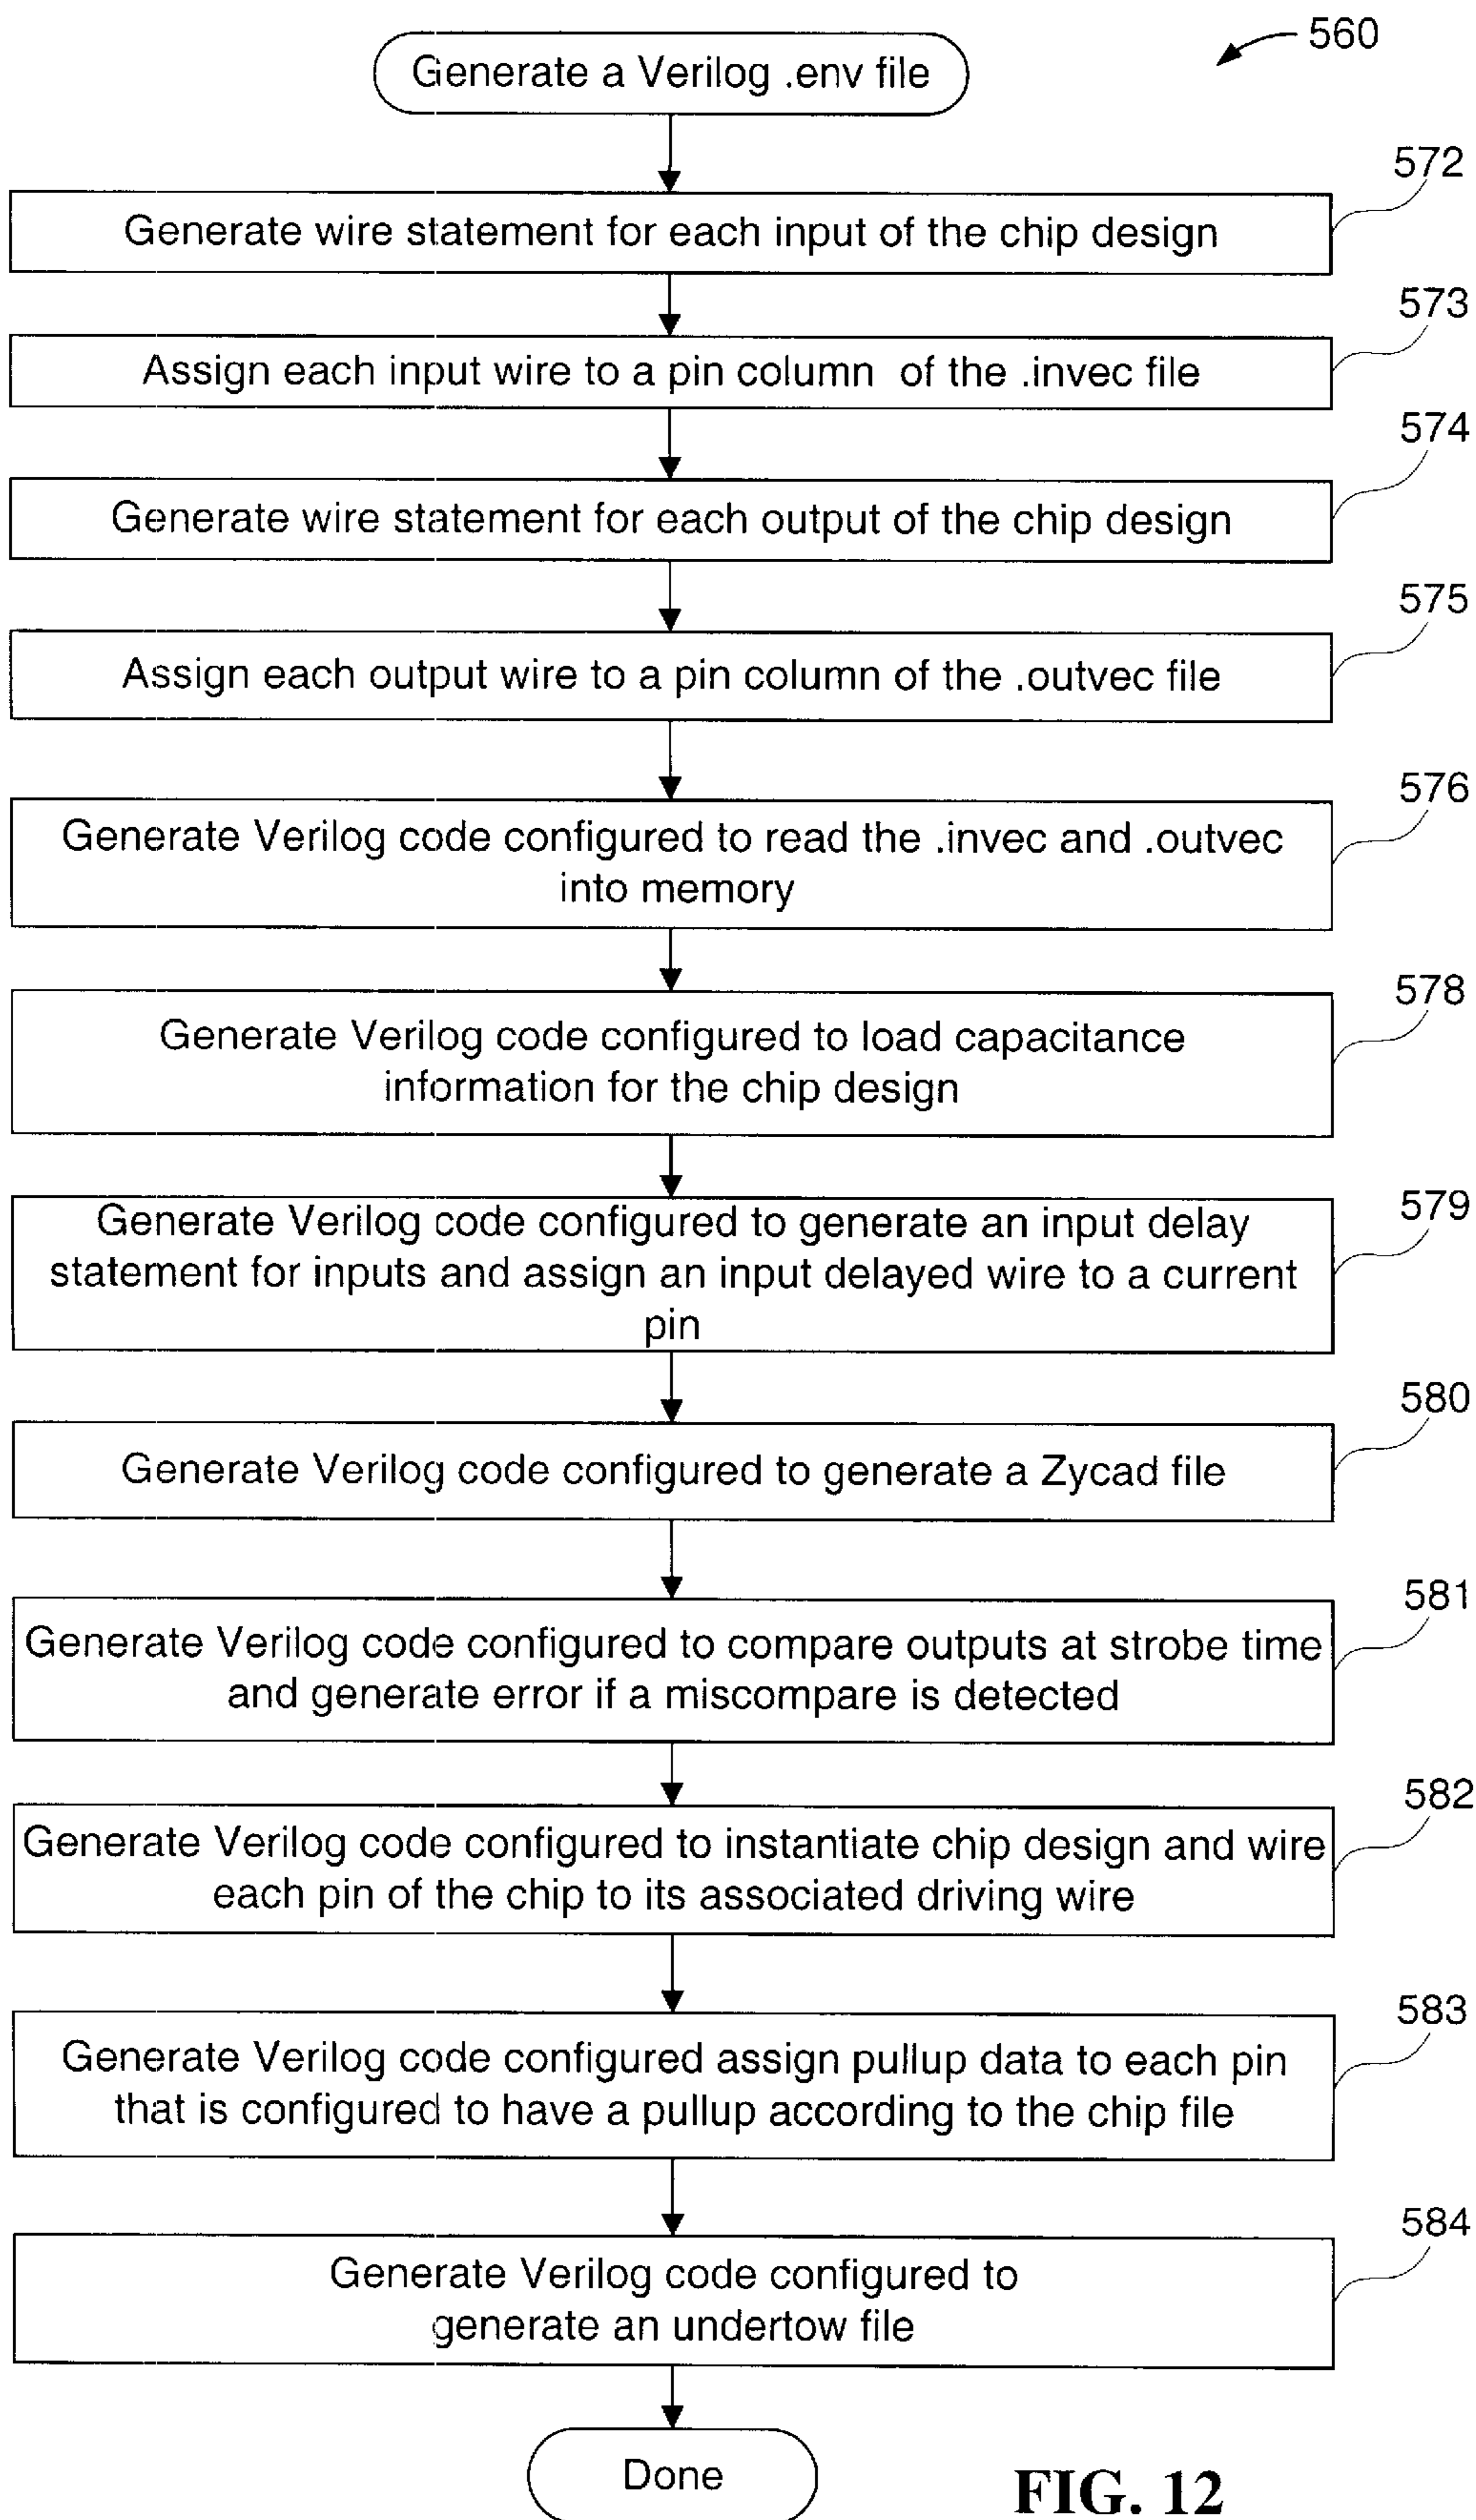 560
Generate a Verilog .env file
572
Generate wire statement for each input of the chip design
573
Assign each input wire to a pin column of the .invec file
574
Generate wire statement for each output of the chip design
575
Assign each output wire to a pin column of the .outvec file
576
Generate Verilog code configured to read the .invec and .outvec
into memory
578
Generate Verilog code configured to load capacitance
information for the chip design
579
Generate Verilog code configured to generate an input delay
statement for inputs and assign an input delayed wire to a current
pin
580
Generate Verilog code configured to generate a Zycad file
581
Generate Verilog code configured to compare outputs at strobe time
and generate error if a miscompare is detected
582
Generate Verilog code configured to instantiate chip design and wire
each pin of the chip to its associated driving wire
583
Generate Verilog code configured assign pullup data to each pin
that is configured to have a pullup according to the chip file
584
Generate Verilog code configured to
generate an undertow file
Done
FIG. 12